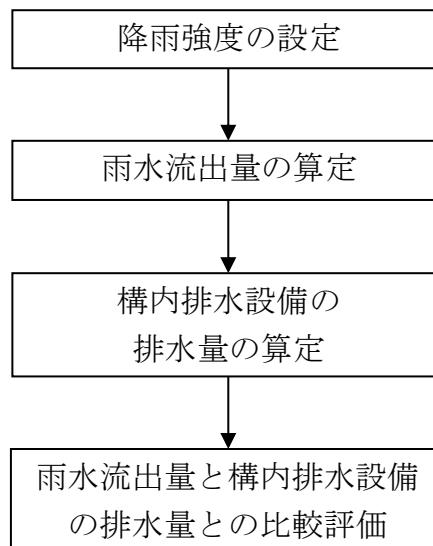 降雨強度の設定
雨水流出量の算定
構内排水設備の
排水量の算定
雨水流出量と構内排水設備
の排水量との比較評価